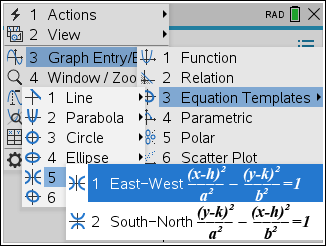 RAD
1 Actions
2 View
3 Graph Entry/E
4 Window / Zoo
1 Function
2 Relation
3 Equation Templates
4 Parametric
5 Polar
6 Scatter Plot
1 Line
2 Parabola
3 Circle
4 Ellipse
5
6
1 East-West (x-h)²/a² − (y-k)²/b² =1
2 South-North (y-k)²/a² − (x-h)²/b² =1